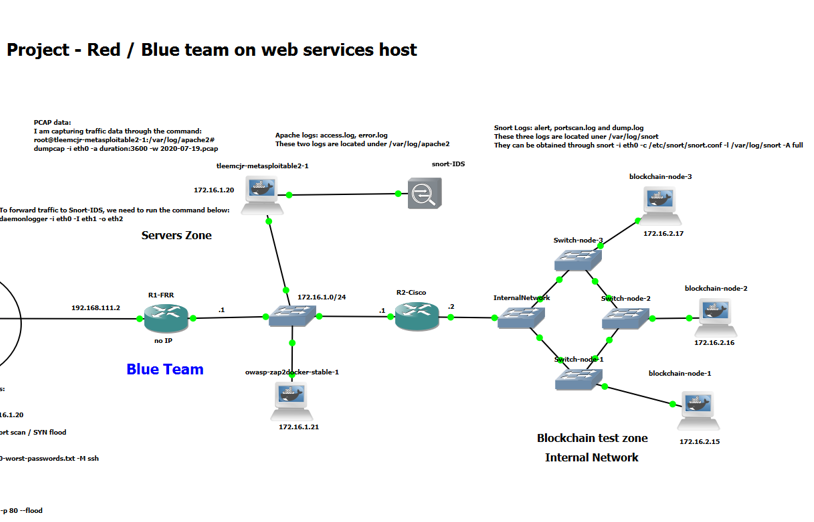 Project - Red / Blue team on web services host
PCAP data:
I am capturing traffic data through the command:
root@tleemcjr-metasploitable2-1:/var/log/apache2#
dumpcap -i eth0 -a duration:3600 -w 2020-07-19.pcap
Apache logs: access.log, error.log
These two logs are located under /var/log/apache2
Snort Logs: alert, portscan.log and dump.log
These three logs are located uner /var/log/snort
They can be obtained through snort -i eth0 -c /etc/snort/snort.conf -l /var/log/snort -A full
tleemcjr-metasploitable2-1
snort-IDS
172.16.1.20
To forward traffic to Snort-IDS, we need to run the command below:
daemonlogger -i eth0 -I eth1 -o eth2
Servers Zone
blockchain-node-3
172.16.2.17
Switch-node-3
R1-FRR
192.168.111.2
.1
no IP
172.16.1.0/24
R2-Cisco
.1
.2
InternalNetwork
Switch-node-2
blockchain-node-2
172.16.2.16
Blue Team
owasp-zap2docker-stable-1
172.16.1.21
Switch-node-1
blockchain-node-1
172.16.2.15
Blockchain test zone
Internal Network
s:
16.1.20
ort scan / SYN flood
0-worst-passwords.txt -M ssh
-p 80 --flood